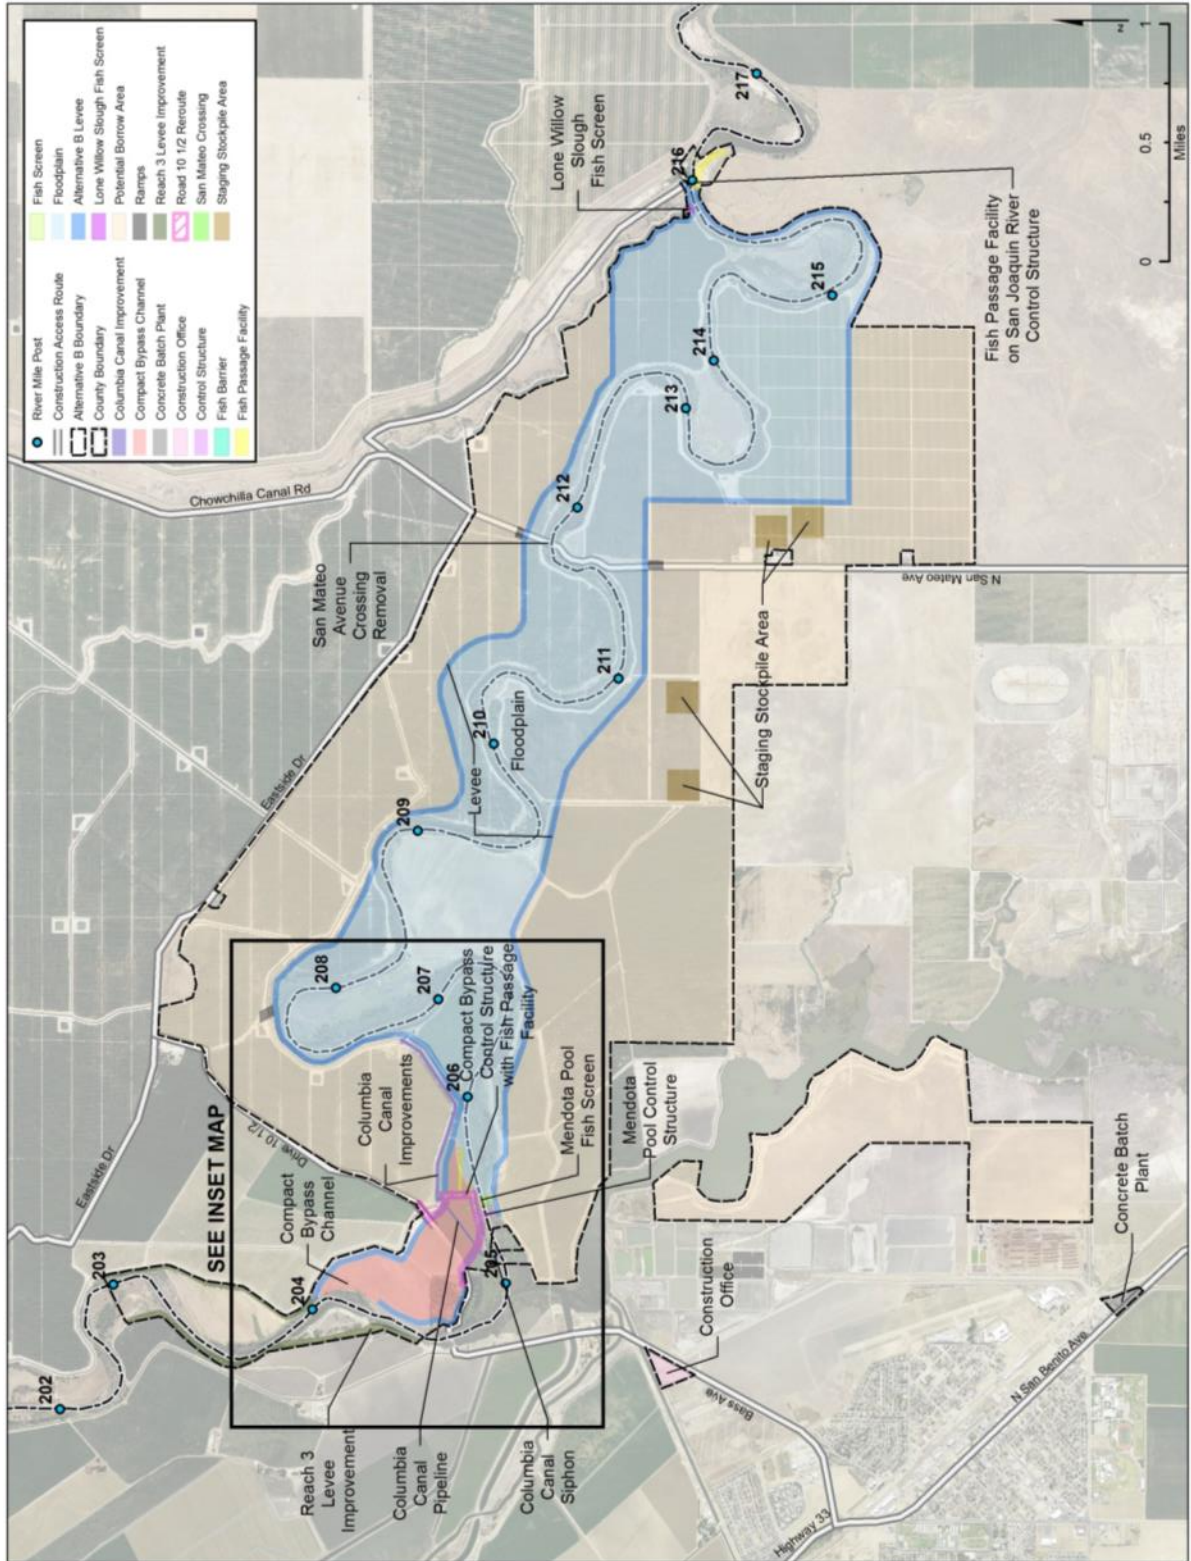 River Mile Post
Construction Access Route
Alternative B Boundary
County Boundary
Columbia Canal Improvement
Compact Bypass Channel
Concrete Batch Plant
Construction Office
Control Structure
Fish Barrier
Fish Passage Facility
Fish Screen
Floodplain
Alternative B Levee
Lone Willow Slough Fish Screen
Potential Borrow Area
Ramps
Reach 3 Levee Improvement
Road 10 1/2 Reroute
San Mateo Crossing
Staging Stockpile Area
202
203
SEE INSET MAP
Eastside Dr
Drive 10 1/2
Eastside Dr
Chowchilla Canal Rd
Compact
Bypass
Channel
204
Columbia
Canal
Improvements
208
207
206
Compact Bypass
Control Structure
with Fish Passage
Facility
209
210
Floodplain
Levee
211
San Mateo
Avenue
Crossing
Removal
212
213
214
215
Lone Willow
Slough
Fish Screen
216
217
Reach 3
Levee
Improvement
Columbia
Canal
Pipeline
Columbia
Canal
Siphon
205
Mendota Pool
Fish Screen
Mendota
Pool Control
Structure
Staging Stockpile Area
N San Mateo Ave
Fish Passage Facility
on San Joaquin River
Control Structure
Construction
Office
Bass Ave
Highway 33
N San Benito Ave
Concrete Batch
Plant
N
0
0.5
1
Miles